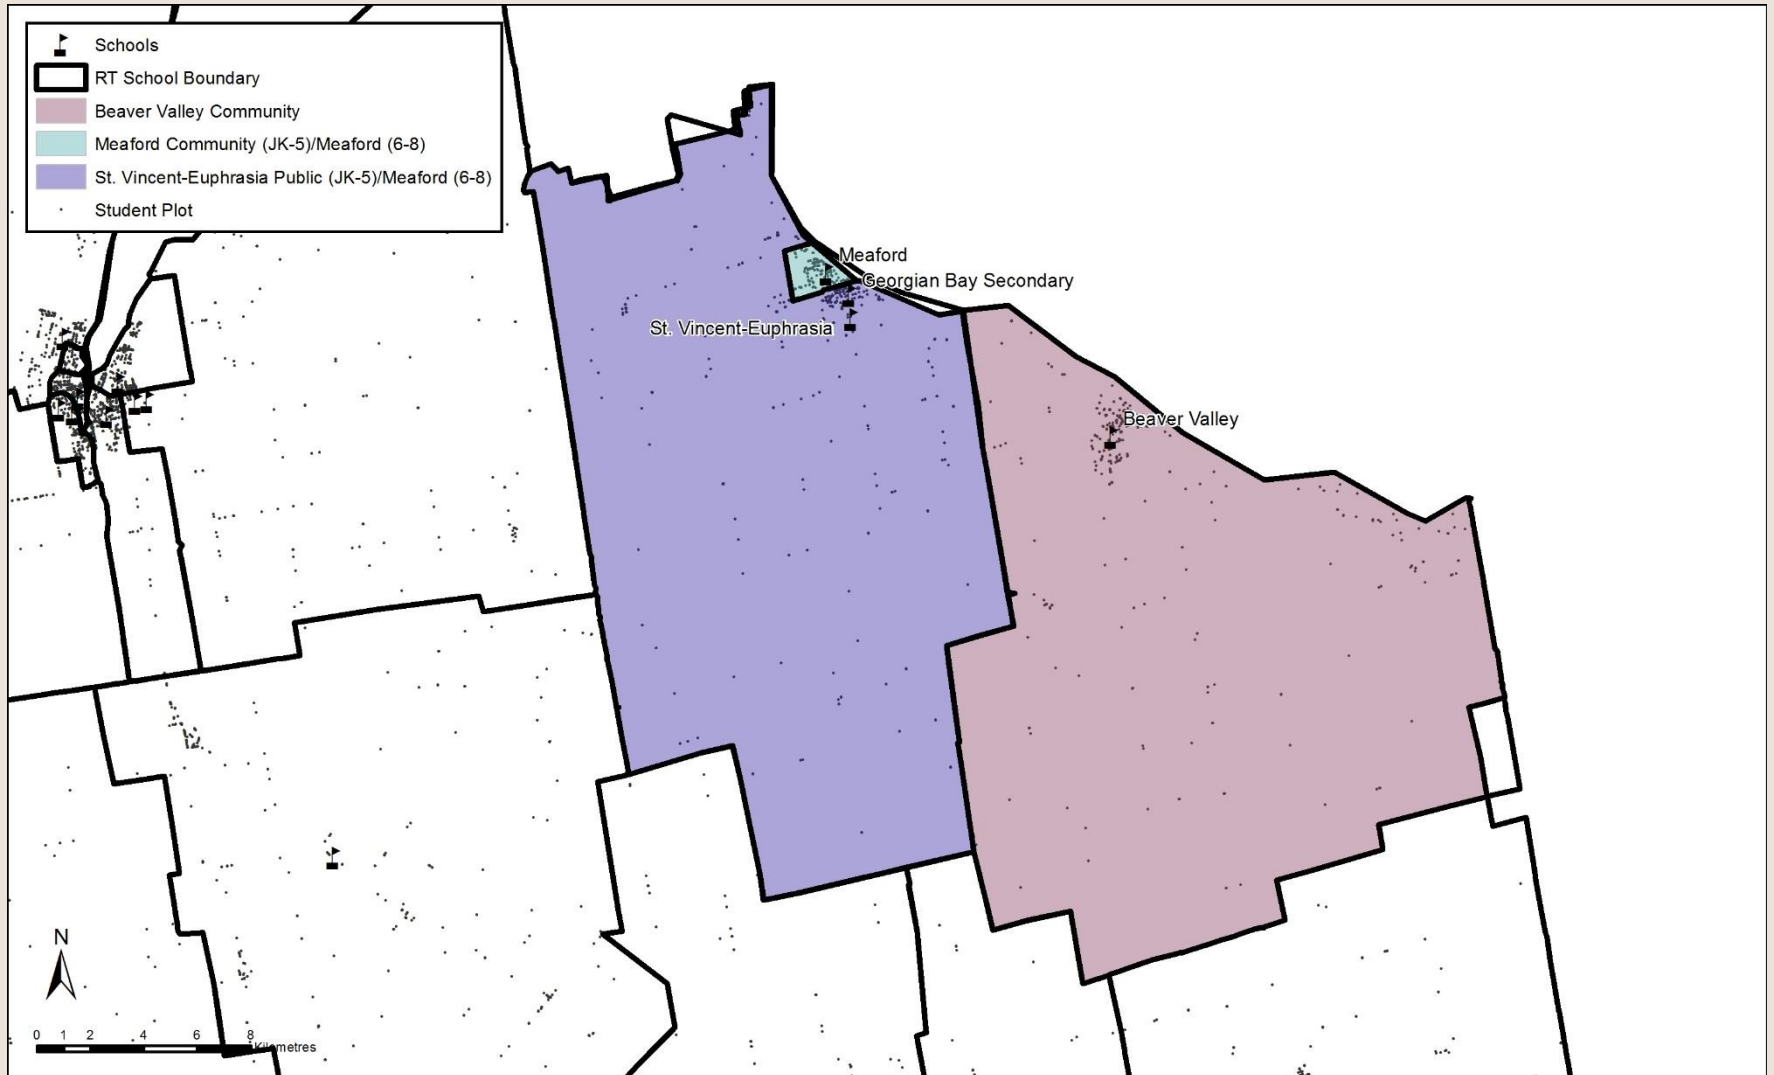 Schools
RT School Boundary
Beaver Valley Community
Meaford Community (JK-5)/Meaford (6-8)
St. Vincent-Euphrasia Public (JK-5)/Meaford (6-8)
Student Plot
Meaford
Georgian Bay Secondary
St. Vincent-Euphrasia
Beaver Valley
N
0 1 2 4 6 8
Kilometres